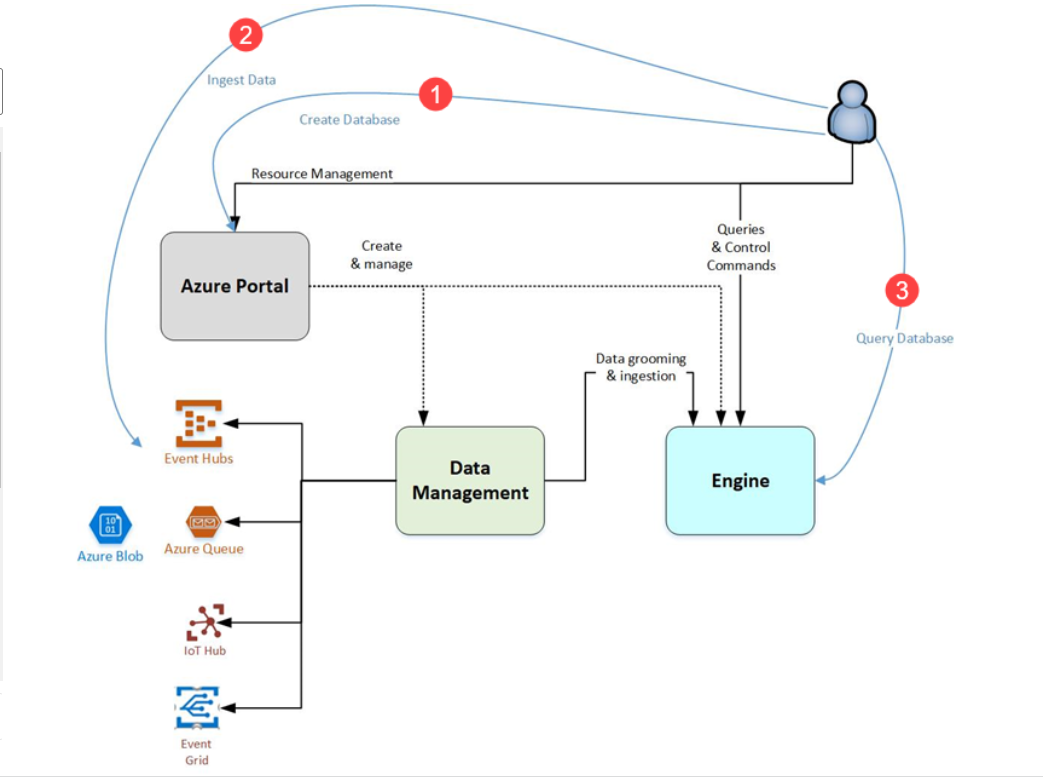 2
Ingest Data
1
Create Database
Resource Management
Create
& manage
Queries
& Control
Commands
Azure Portal
3
Query Database
Data grooming
& ingestion
Event Hubs
Data
Management
Engine
10
01
Azure Blob
Azure Queue
IoT Hub
Event
Grid